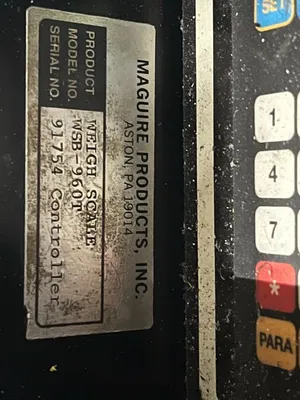 MAGUIRE PRODUCTS, INC.
ASTON, PA 19014
PRODUCT WEIGH SCALE
MODEL NO. WSB-960T
SERIAL NO. 91754 Controller
SET
1
4
7
*
PARA